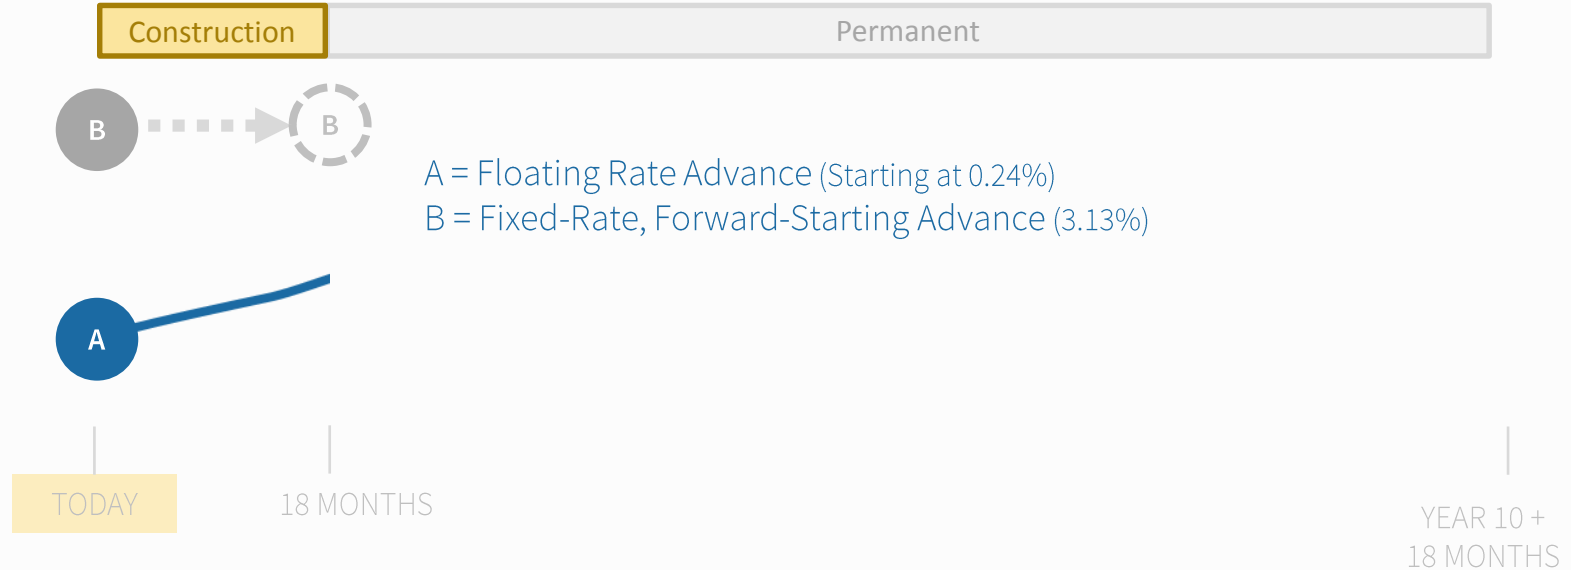 Construction
Permanent
B
B
A = Floating Rate Advance (Starting at 0.24%)
B = Fixed-Rate, Forward-Starting Advance (3.13%)
A
TODAY
18 MONTHS
YEAR 10 +
18 MONTHS